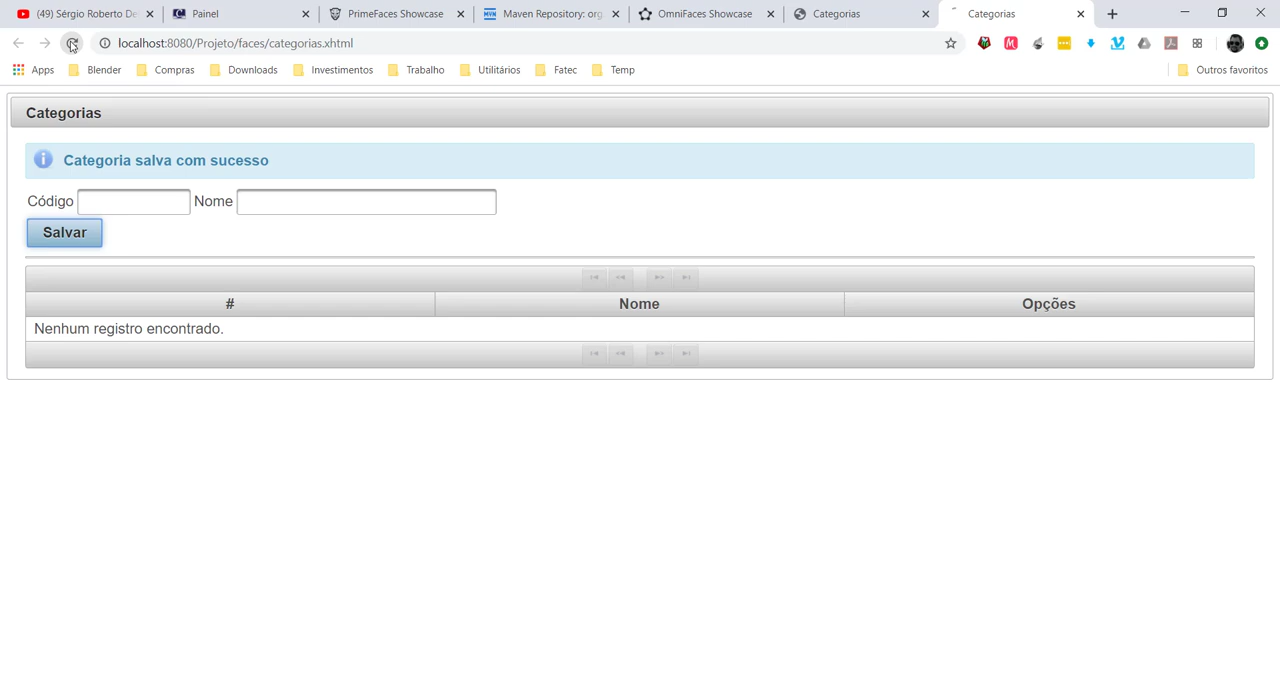 (49) Sérgio Roberto De
Painel
PrimeFaces Showcase
MVN Maven Repository: org
OmniFaces Showcase
Categorias
Categorias
localhost:8080/Projeto/faces/categorias.xhtml
Apps
Blender
Compras
Downloads
Investimentos
Trabalho
Utilitários
Fatec
Temp
Outros favoritos
Categorias
Categoria salva com sucesso
Código
Nome
Salvar
# Nome Opções
Nenhum registro encontrado.